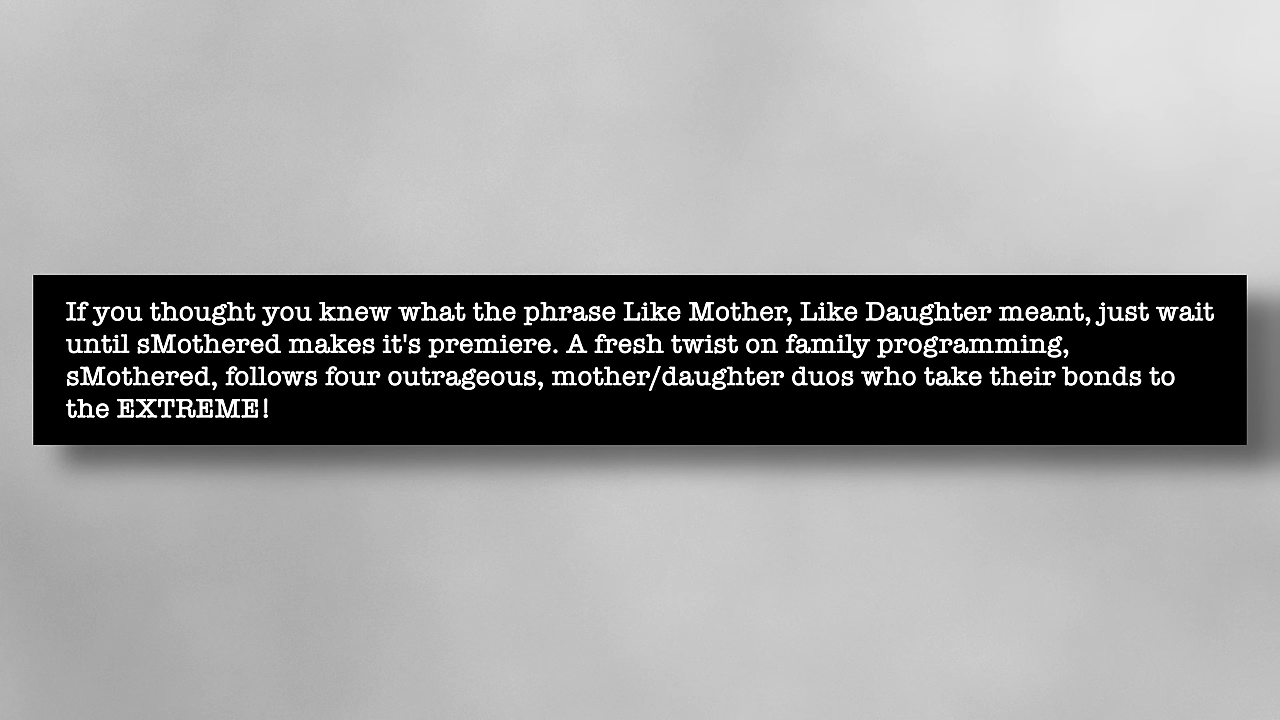 If you thought you knew what the phrase Like Mother, Like Daughter meant, just wait
until sMothered makes it's premiere. A fresh twist on family programming,
sMothered, follows four outrageous, mother/daughter duos who take their bonds to
the EXTREME!